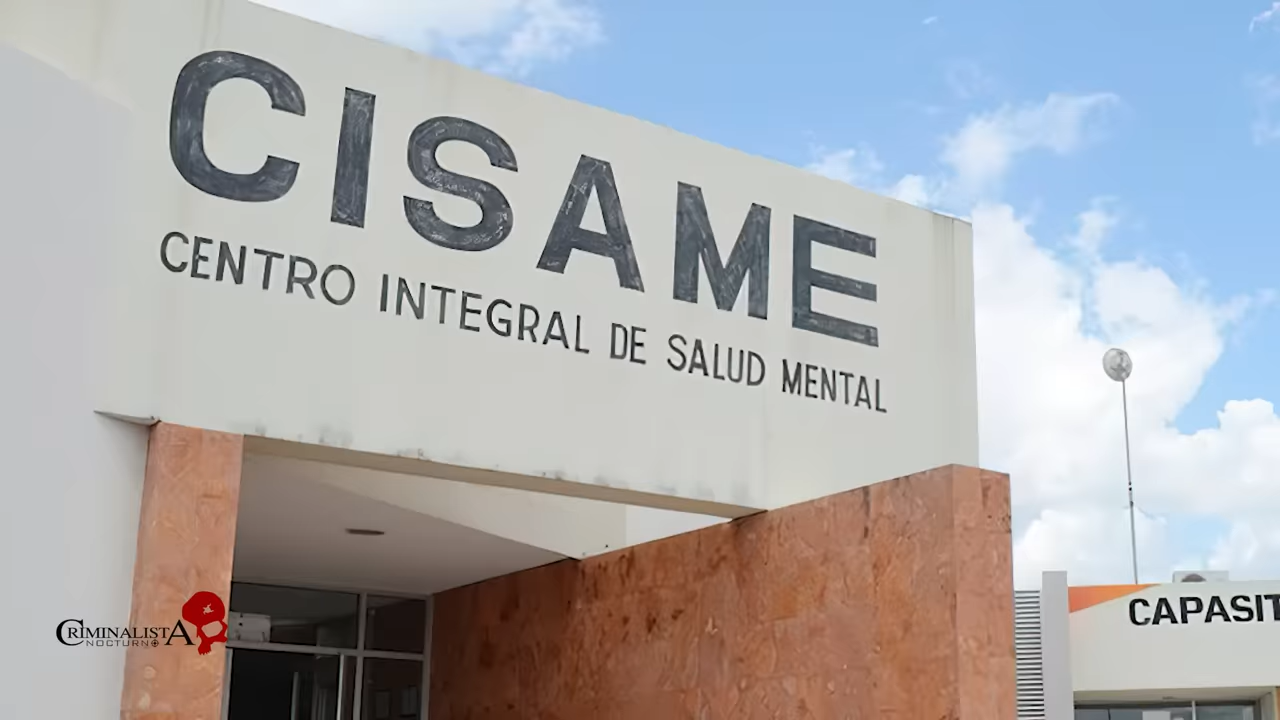 CISAME
CENTRO INTEGRAL DE SALUD MENTAL
CAPASIT
CRIMINALISTA
NOCTURNO